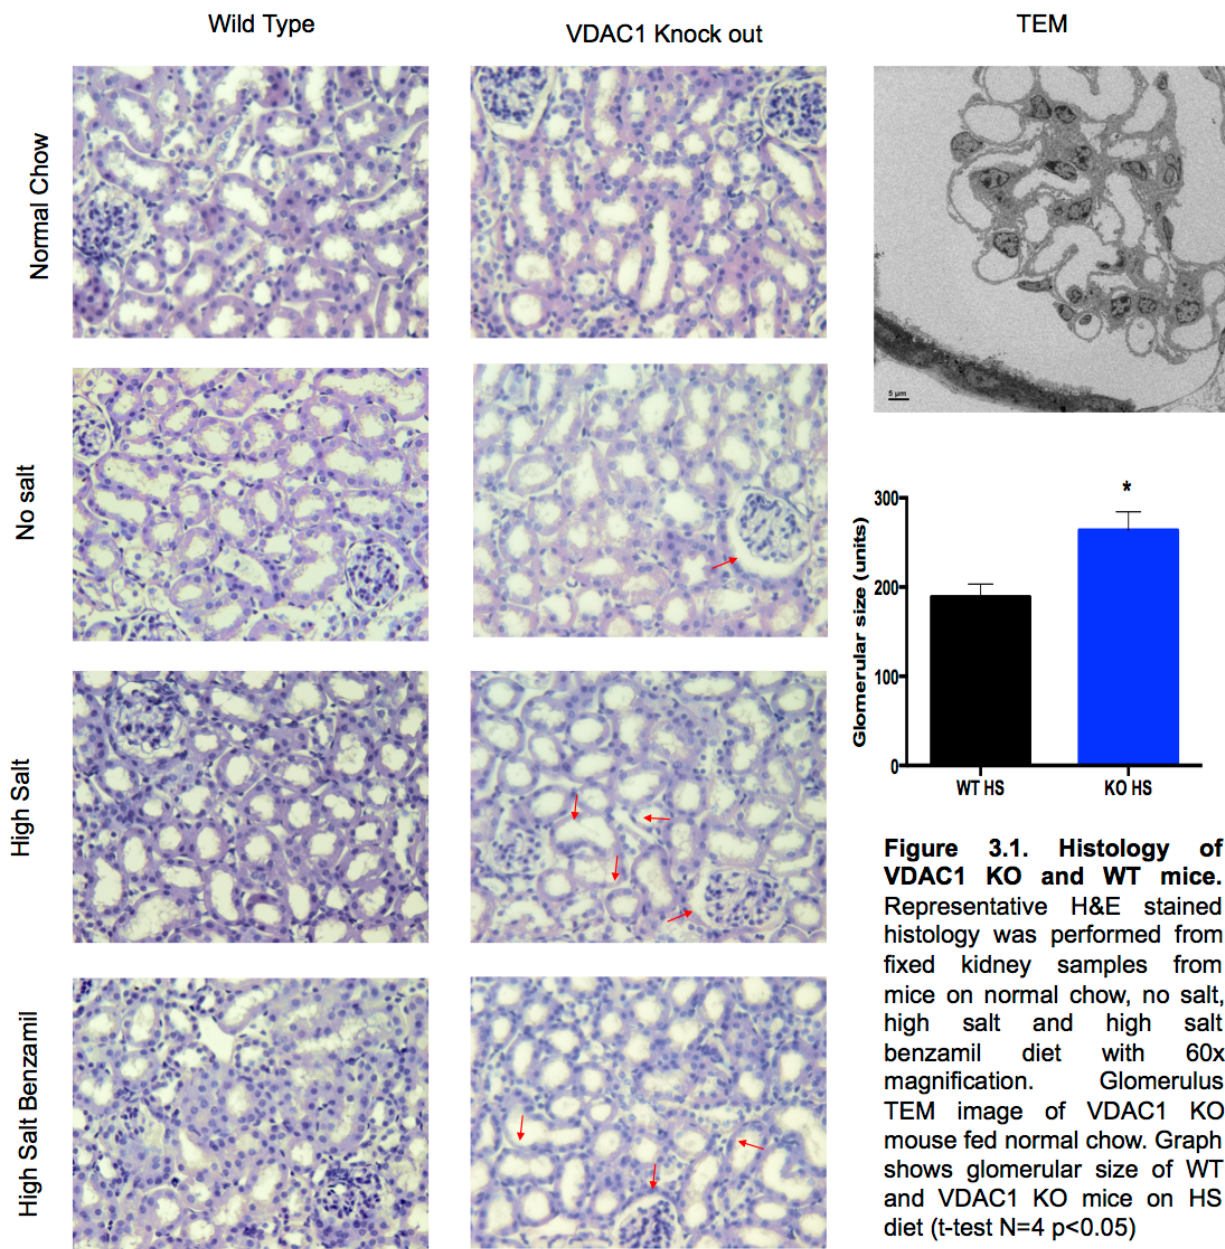 Wild Type
VDAC1 Knock out
TEM
Normal Chow
No salt
High Salt
High Salt Benzamil
5 µm
*
300
200
100
0
Glomerular size (units)
WT HS
KO HS
Figure 3.1. Histology of
VDAC1 KO and WT mice.
Representative H&E stained
histology was performed from
fixed kidney samples from
mice on normal chow, no salt,
high salt and high salt
benzamil diet with 60x
magnification. Glomerulus
TEM image of VDAC1 KO
mouse fed normal chow. Graph
shows glomerular size of WT
and VDAC1 KO mice on HS
diet (t-test N=4 p<0.05)